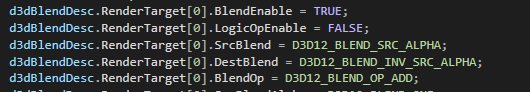 d3dBlendDesc.RenderTarget[0].BlendEnable = TRUE;
d3dBlendDesc.RenderTarget[0].LogicOpEnable = FALSE;
d3dBlendDesc.RenderTarget[0].SrcBlend = D3D12_BLEND_SRC_ALPHA;
d3dBlendDesc.RenderTarget[0].DestBlend = D3D12_BLEND_INV_SRC_ALPHA;
d3dBlendDesc.RenderTarget[0].BlendOp = D3D12_BLEND_OP_ADD;